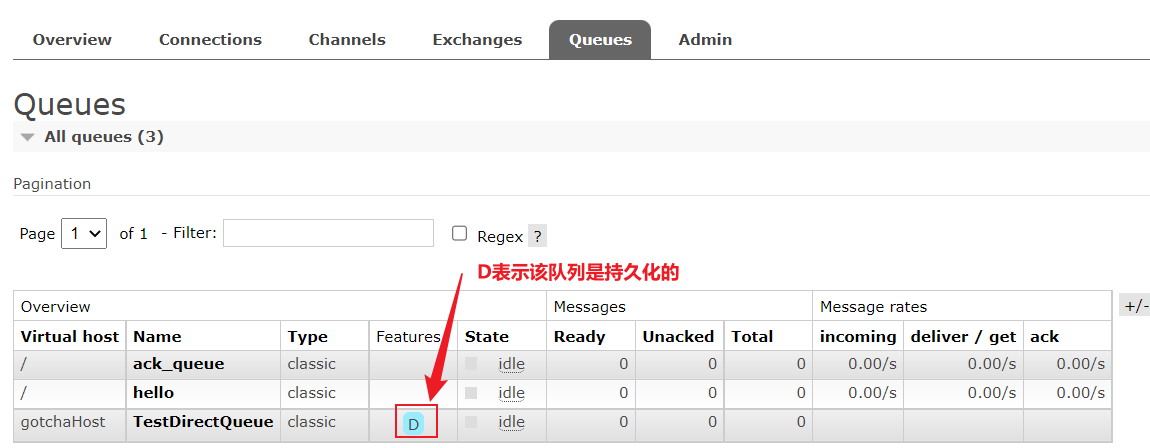 Overview Connections Channels Exchanges Queues Admin
Queues
All queues (3)
Pagination
Page 1 of 1 - Filter: Regex ?
D表示该队列是持久化的
Overview Messages Message rates +/-
Virtual host Name Type Features State Ready Unacked Total incoming deliver / get ack
/ ack_queue classic idle 0 0 0 0.00/s 0.00/s 0.00/s
/ hello classic idle 0 0 0 0.00/s 0.00/s 0.00/s
gotchaHost TestDirectQueue classic D idle 0 0 0